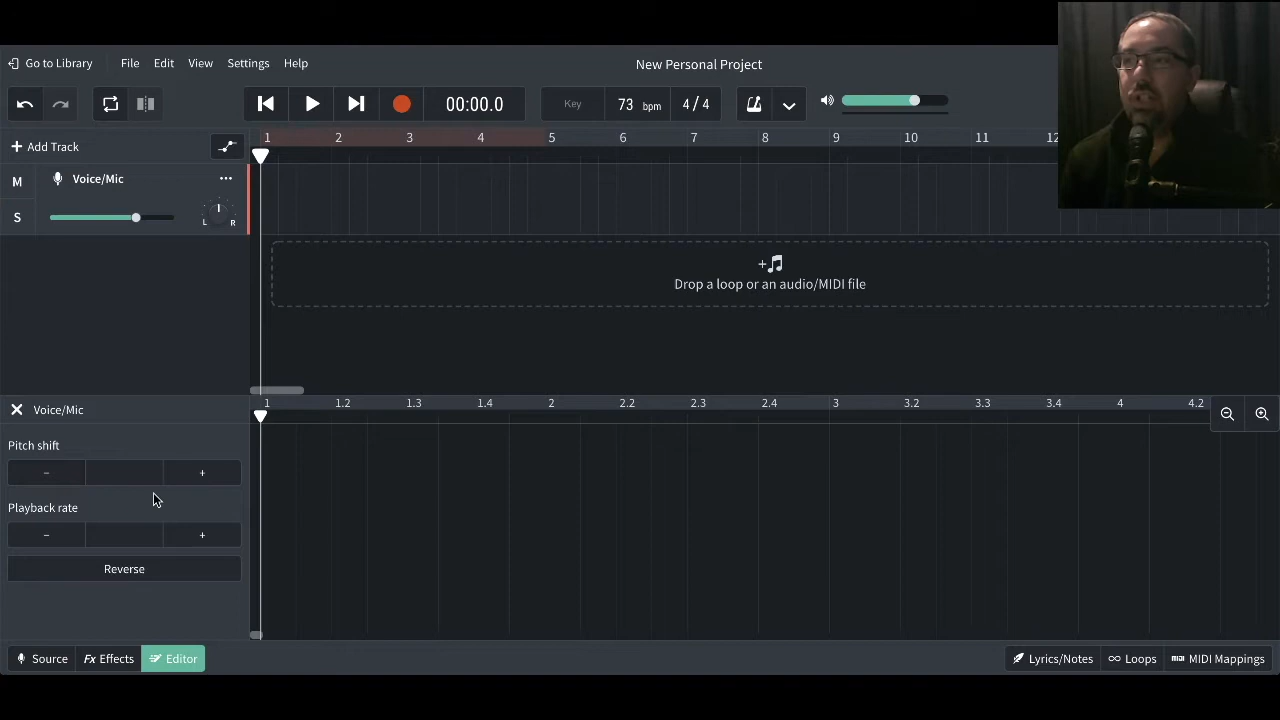 Go to Library File Edit View Settings Help New Personal Project
00:00.0 Key 73 bpm 4 / 4
+ Add Track 1 2 3 4 5 6 7 8 9 10 11 12
M Voice/Mic ...
S L R
+
Drop a loop or an audio/MIDI file
Voice/Mic 1 1.2 1.3 1.4 2 2.2 2.3 2.4 3 3.2 3.3 3.4 4 4.2
Pitch shift
- +
Playback rate
- +
Reverse
Source Fx Effects Editor Lyrics/Notes Loops MIDI Mappings